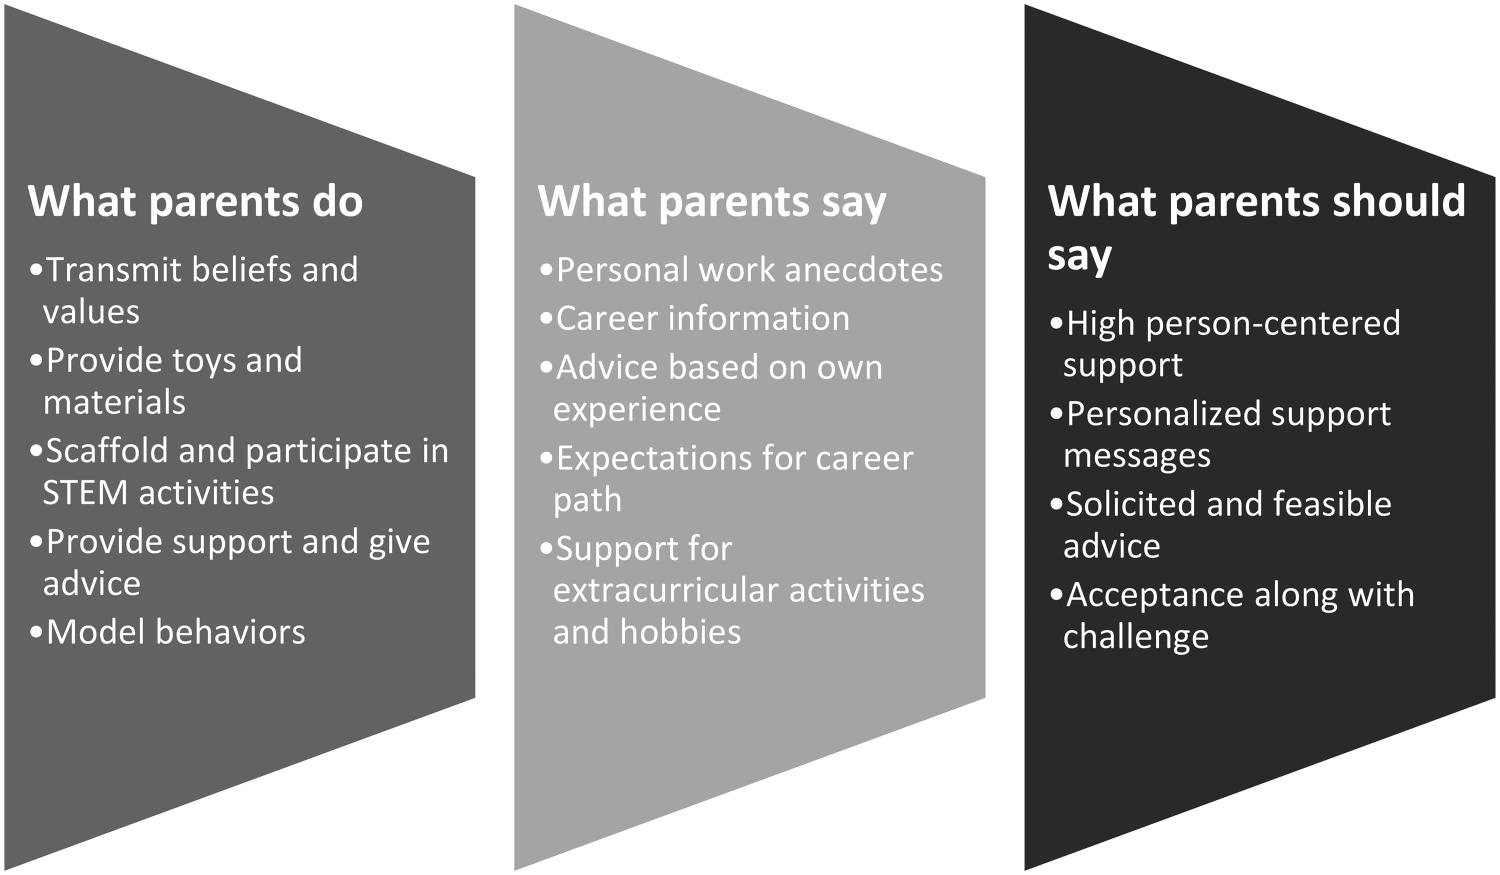 What parents do
•Transmit beliefs and
values
•Provide toys and
materials
•Scaffold and participate in
STEM activities
•Provide support and give
advice
•Model behaviors
What parents say
•Personal work anecdotes
•Career information
•Advice based on own
experience
•Expectations for career
path
•Support for
extracurricular activities
and hobbies
What parents should
say
•High person-centered
support
•Personalized support
messages
•Solicited and feasible
advice
•Acceptance along with
challenge